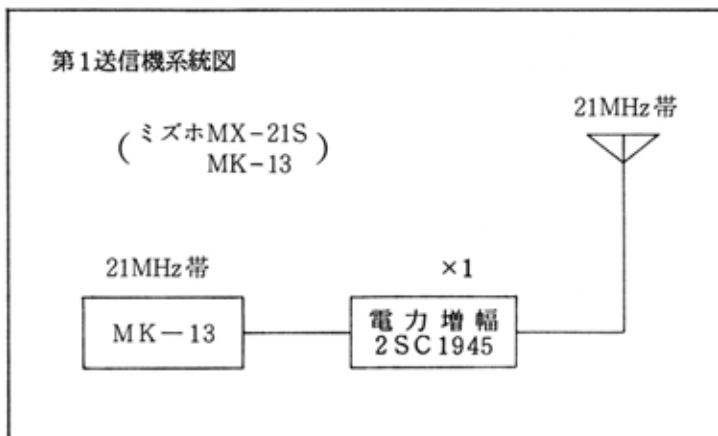 第1送信機系統図
21MHz帯
(ミズホMX-21S
MK-13)
21MHz帯
×1
MK-13
電力増幅
2SC1945